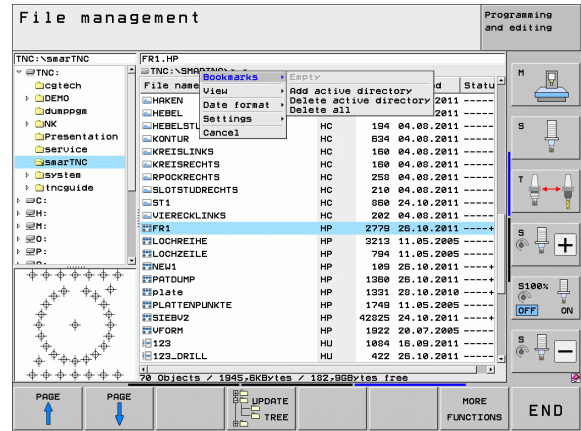 File management
Programming
and editing
TNC:\smarTNC
FR1.HP
TNC:
cgtech
DEMO
dumppgm
NK
Presentation
service
smarTNC
system
tncguide
C:
H:
M:
O:
P:
File name
Statu
Bookmarks
View
Date format
Settings
Cancel
Empty
Add active directory
Delete active directory
Delete all
HAKEN 2011 -----
HEBEL 2011 -----
HEBELSTU HC 194 04.08.2011 -----
KONTUR HC 634 04.08.2011 -----
KREISLINKS HC 160 04.08.2011 -----
KREISRECHTS HC 160 04.08.2011 -----
RPOCKRECHTS HC 258 04.08.2011 -----
SLOTSTUDRECHTS HC 210 04.08.2011 -----
ST1 HC 860 24.10.2011 -----
VIERECKLINKS HC 202 04.08.2011 -----
FR1 HP 2779 26.10.2011 -----+
LOCHREIHE HP 3213 11.05.2005 -----
LOCHZEILE HP 794 11.05.2005 -----
NEW1 HP 109 26.10.2011 -----+
PATDUMP HP 1360 26.10.2011 -----+
plate HP 1331 28.10.2010 -----+
PLATTENPUNKTE HP 1749 11.05.2005 -----
SIEBV2 HP 42825 24.10.2011 -----+
VFORM HP 1922 20.07.2005 -----
123 HU 1084 16.09.2011 -----
123_DRILL HU 422 26.10.2011 -----
70 Objects / 1945,6KBytes / 182,9GBytes free
M
S
T
S
S100%
OFF ON
S
PAGE
PAGE
UPDATE
TREE
MORE
FUNCTIONS
END